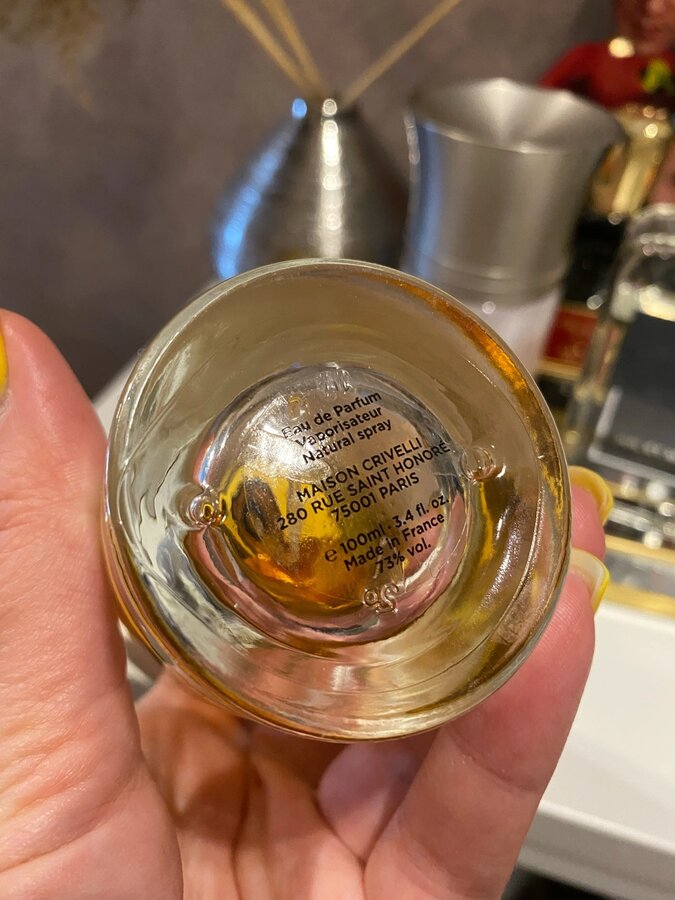 Eau de Parfum
Vaporisateur
Natural spray
MAISON CRIVELLI
280 RUE SAINT HONORÉ
75001 PARIS
℮ 100ml · 3.4 fl. oz.
Made in France
73% vol.